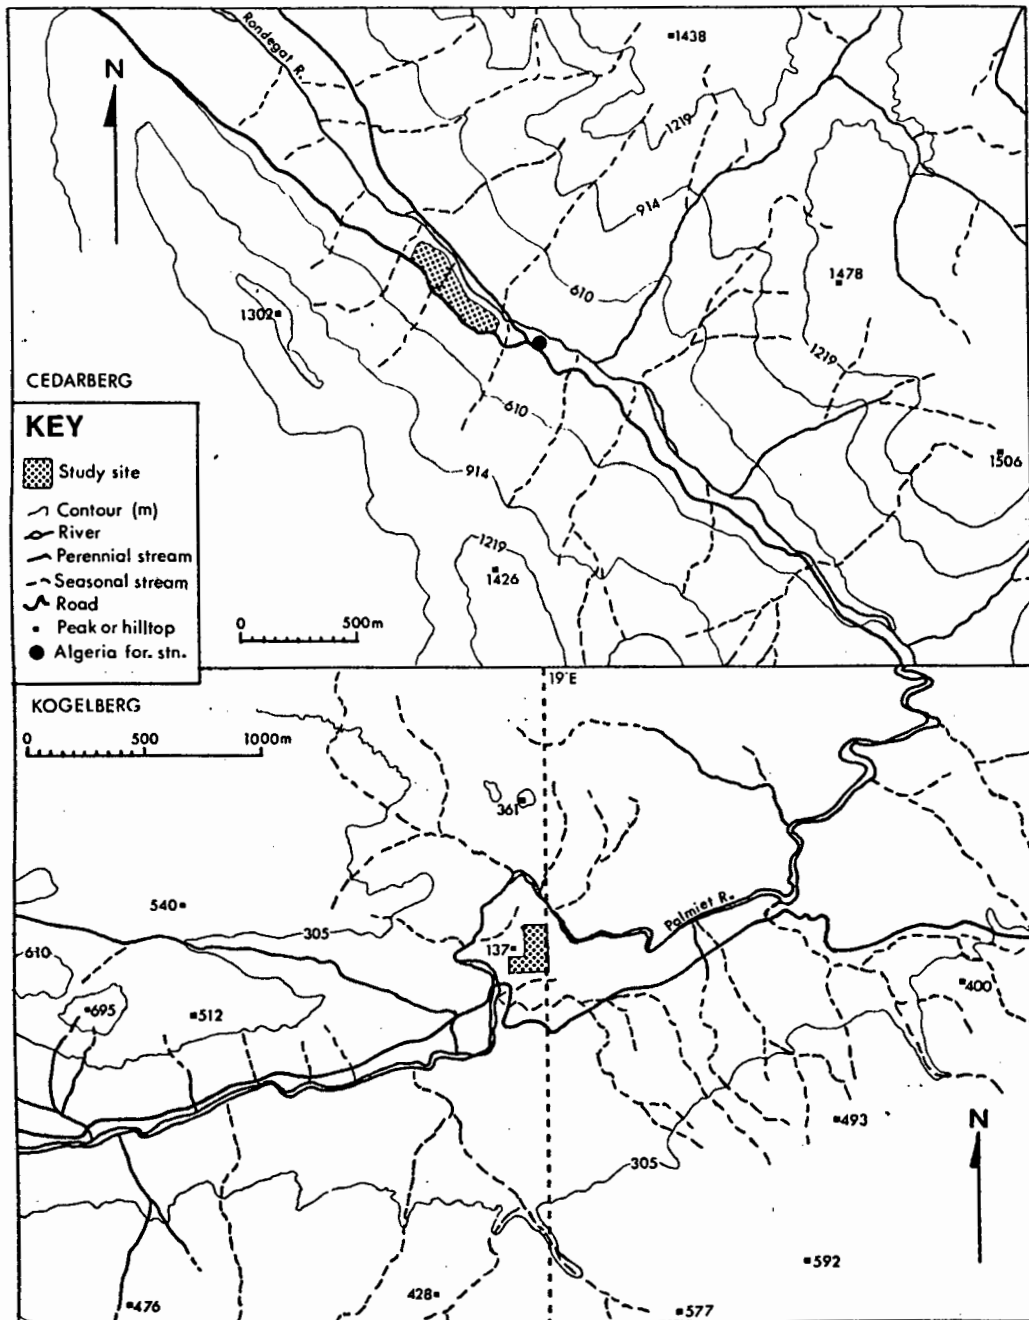 Rondegat R.
1438
N
1219
914
1478
610
1302
1219
CEDARBERG
610
KEY
Study site
914
1506
Contour (m)
River
Perennial stream
1219
1426
Seasonal stream
Road
Peak or hilltop
0 500m
Algeria for. stn.
19°E
KOGELBERG
0 500 1000m
361
540
Palmiet R.
305
137
610
400
695
512
493
N
305
592
428
476
577